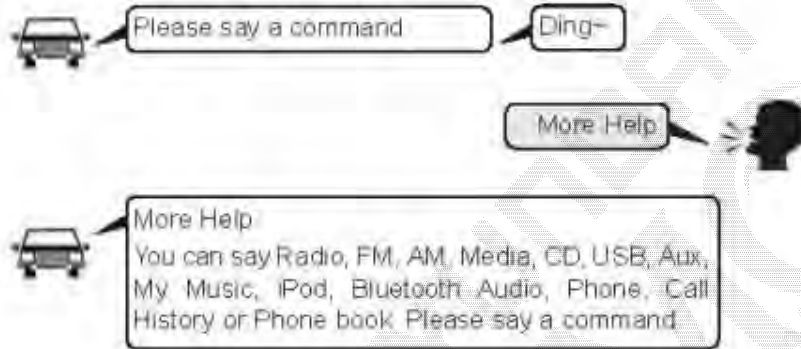 Please say a command
Ding~
More Help
More Help
You can say Radio, FM, AM, Media, CD, USB, Aux,
My Music, iPod, Bluetooth Audio, Phone, Call
History or Phone book. Please say a command